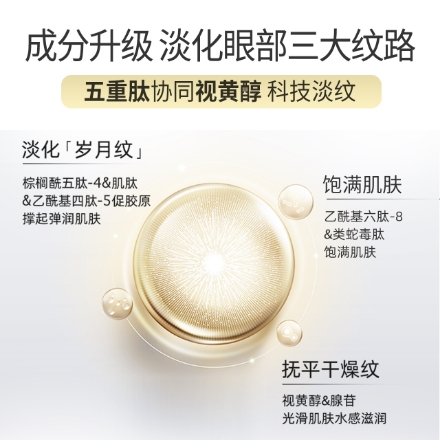 成分升级 淡化眼部三大纹路
五重肽协同视黄醇 科技淡纹
淡化「岁月纹」
棕榈酰五肽-4&肌肽
&乙酰基四肽-5促胶原
撑起弹润肌肤
饱满肌肤
乙酰基六肽-8
&类蛇毒肽
饱满肌肤
抚平干燥纹
视黄醇&腺苷
光滑肌肤水感滋润